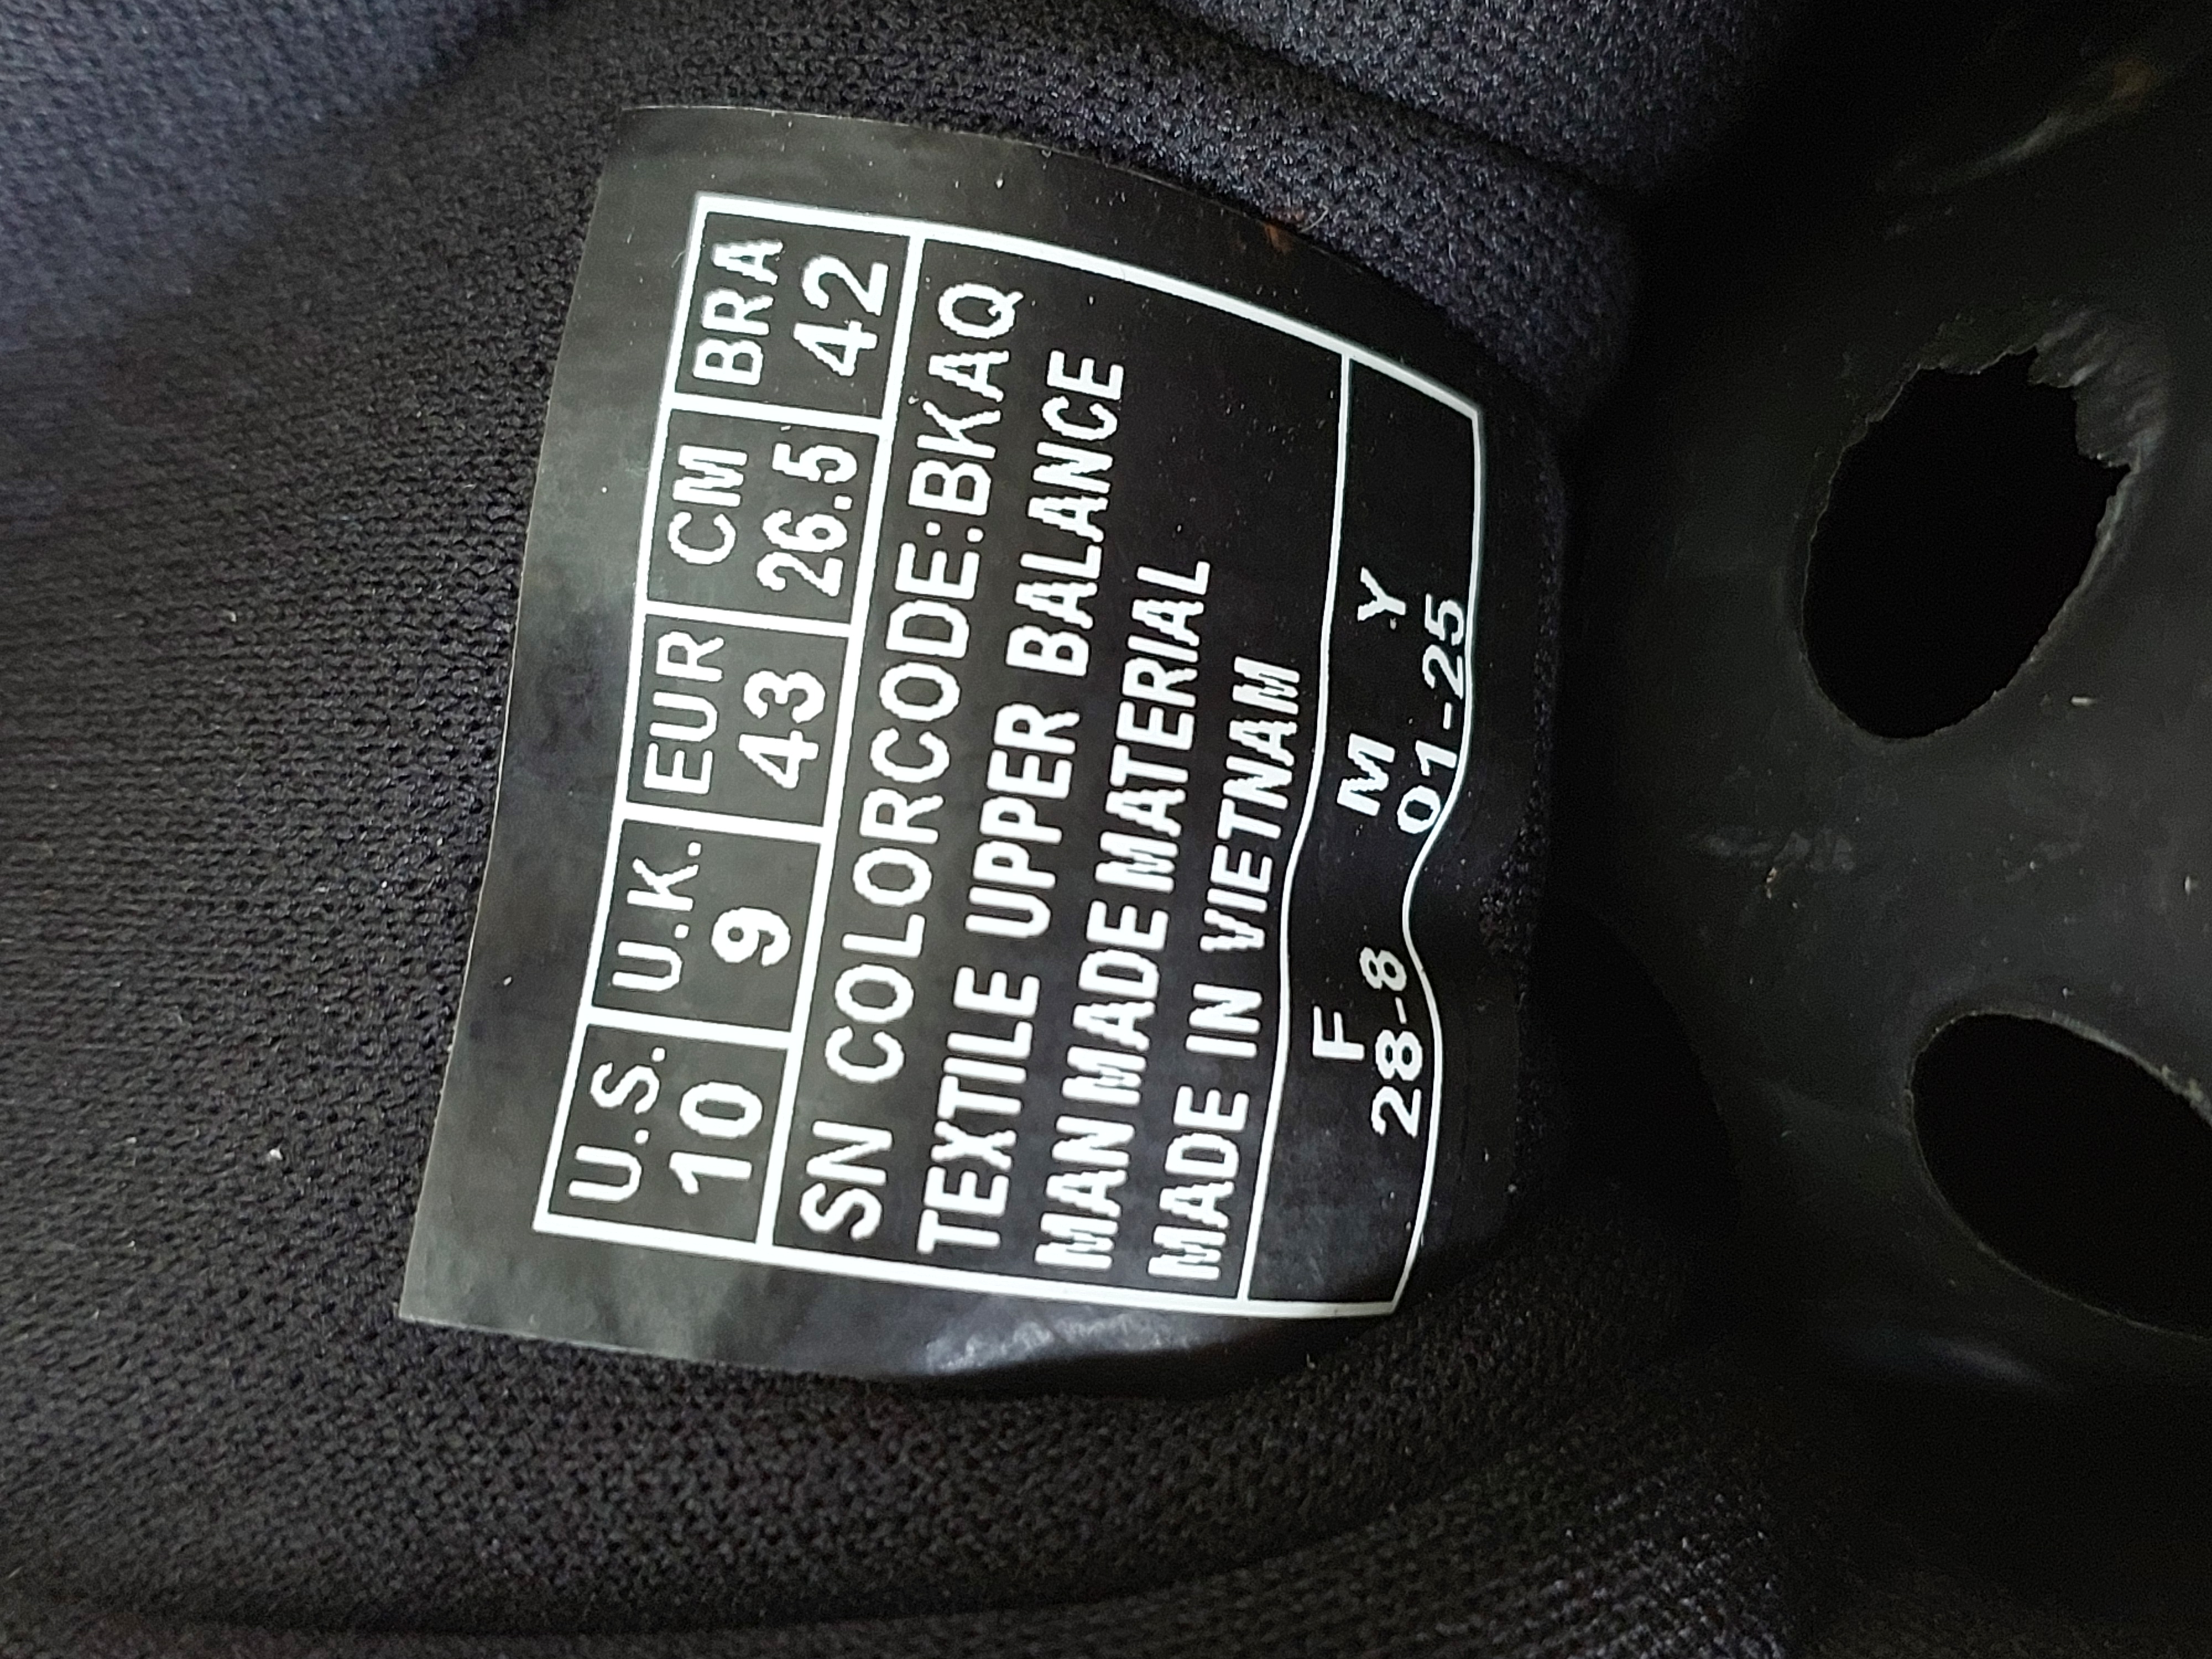 U.S. U.K. EUR CM BRA
10 9 43 26.5 42
SN COLORCODE:BKAQ
TEXTILE UPPER BALANCE
MAN MADE MATERIAL
MADE IN VIETNAM
F M Y
28-8 01-25